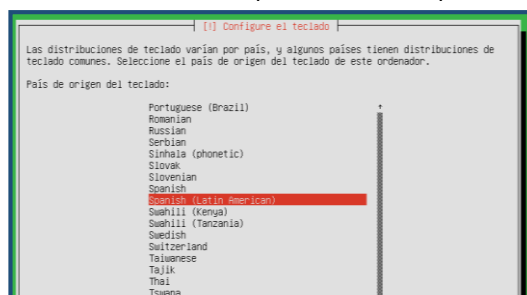 [!] Configure el teclado
Las distribuciones de teclado varían por país, y algunos países tienen distribuciones de
teclado comunes. Seleccione el país de origen del teclado de este ordenador.
País de origen del teclado:
Portuguese (Brazil)
Romanian
Russian
Serbian
Sinhala (phonetic)
Slovak
Slovenian
Spanish
Spanish (Latin American)
Swahili (Kenya)
Swahili (Tanzania)
Swedish
Switzerland
Taiwanese
Tajik
Thai
Tswana